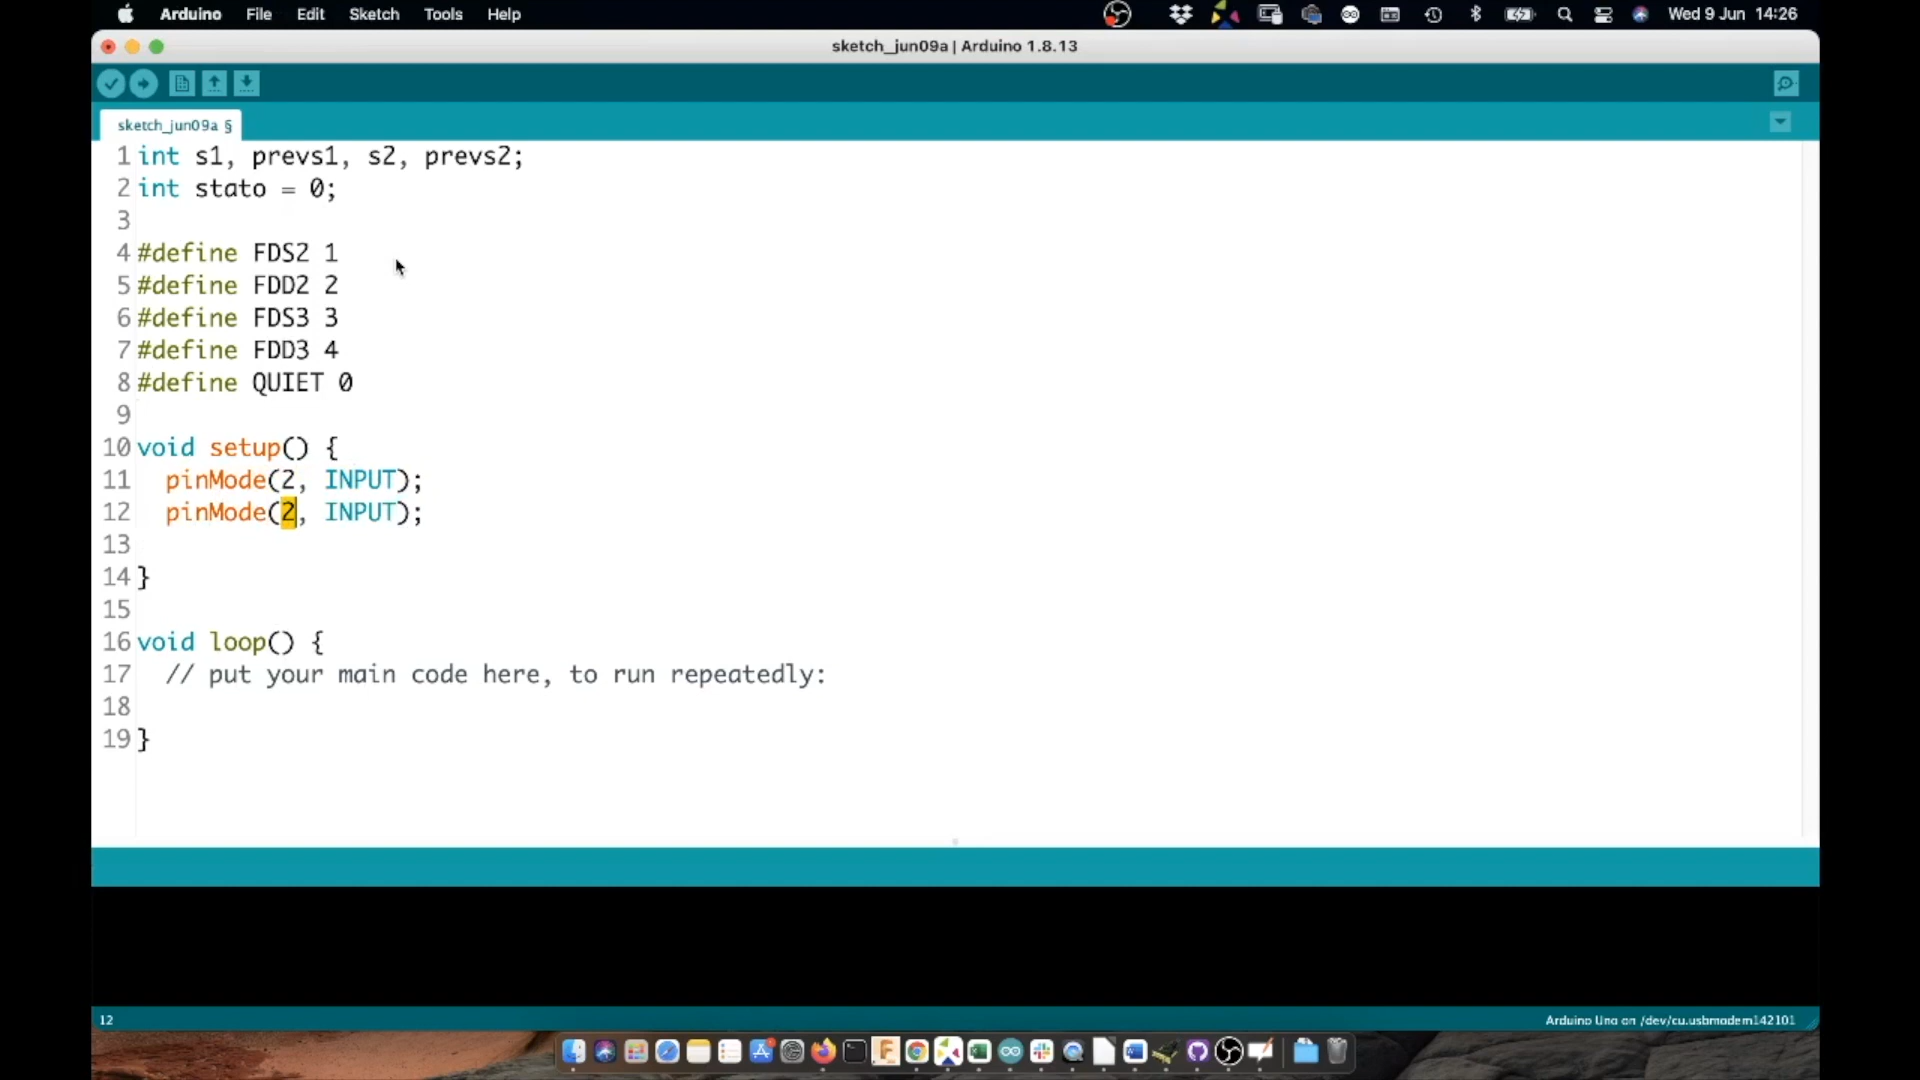 Arduino File Edit Sketch Tools Help Wed 9 Jun 14:26
sketch_jun09a | Arduino 1.8.13
sketch_jun09a §
1 int s1, prevs1, s2, prevs2;
2 int stato = 0;
3
4 #define FDS2 1
5 #define FDD2 2
6 #define FDS3 3
7 #define FDD3 4
8 #define QUIET 0
9
10 void setup() {
11 pinMode(2, INPUT);
12 pinMode(2, INPUT);
13
14 }
15
16 void loop() {
17 // put your main code here, to run repeatedly:
18
19 }
12 Arduino Uno on /dev/cu.usbmodem142101